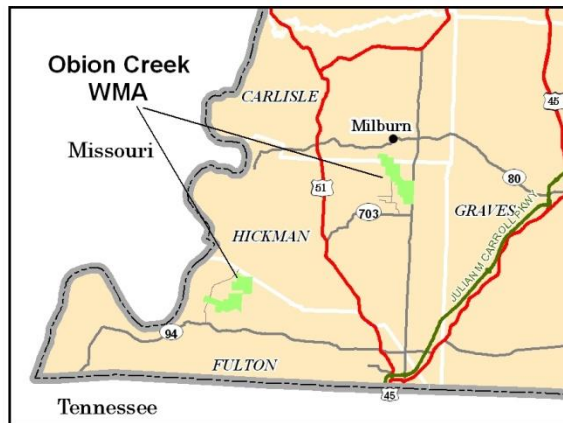 Obion Creek
WMA
CARLISLE
45
Milburn
Missouri
80
51
GRAVES
703
HICKMAN
JULIAN M CARROLL PKWY
94
FULTON
45
Tennessee